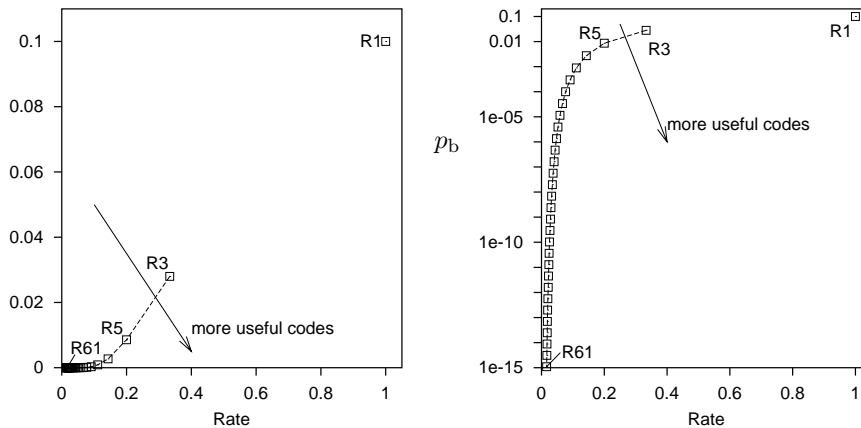 0.1
R1
0.08
0.06
0.04
R3
0.02
R5
more useful codes
R61
0
0 0.2 0.4 0.6 0.8 1
Rate
p_b
0.1
R5
R1
0.01
R3
1e-05
more useful codes
1e-10
R61
1e-15
0 0.2 0.4 0.6 0.8 1
Rate